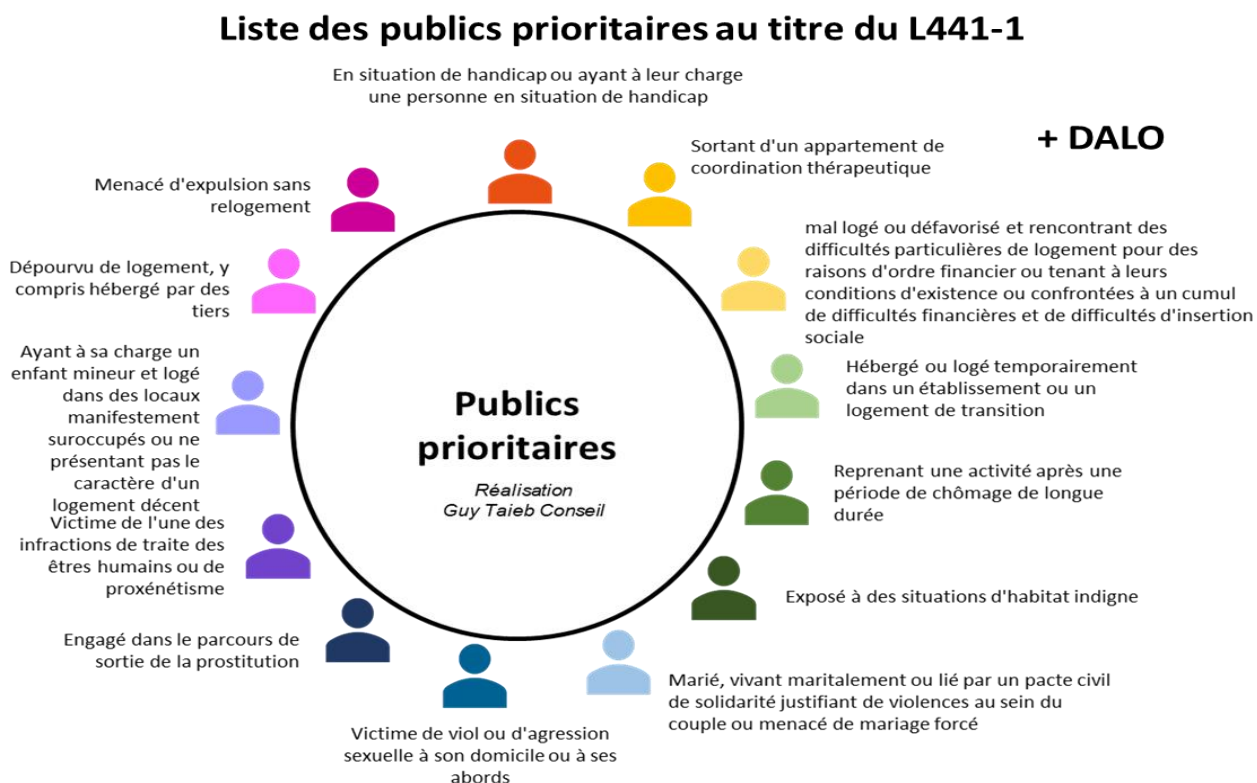 Liste des publics prioritaires au titre du L441-1
En situation de handicap ou ayant à leur charge
une personne en situation de handicap
+ DALO
Sortant d'un appartement de
coordination thérapeutique
mal logé ou défavorisé et rencontrant des
difficultés particulières de logement pour des
raisons d'ordre financier ou tenant à leurs
conditions d'existence ou confrontées à un cumul
de difficultés financières et de difficultés d'insertion
sociale
Hébergé ou logé temporairement
dans un établissement ou un
logement de transition
Reprenant une activité après une
période de chômage de longue
durée
Exposé à des situations d'habitat indigne
Marié, vivant maritalement ou lié par un pacte civil
de solidarité justifiant de violences au sein du
couple ou menacé de mariage forcé
Victime de viol ou d'agression
sexuelle à son domicile ou à ses
abords
Engagé dans le parcours de
sortie de la prostitution
Victime de l'une des
infractions de traite des
êtres humains ou de
proxénétisme
Ayant à sa charge un
enfant mineur et logé
dans des locaux
manifestement
suroccupés ou ne
présentant pas le
caractère d'un
logement décent
Dépourvu de logement, y
compris hébergé par des
tiers
Menacé d'expulsion sans
relogement
Publics
prioritaires
Réalisation
Guy Taieb Conseil